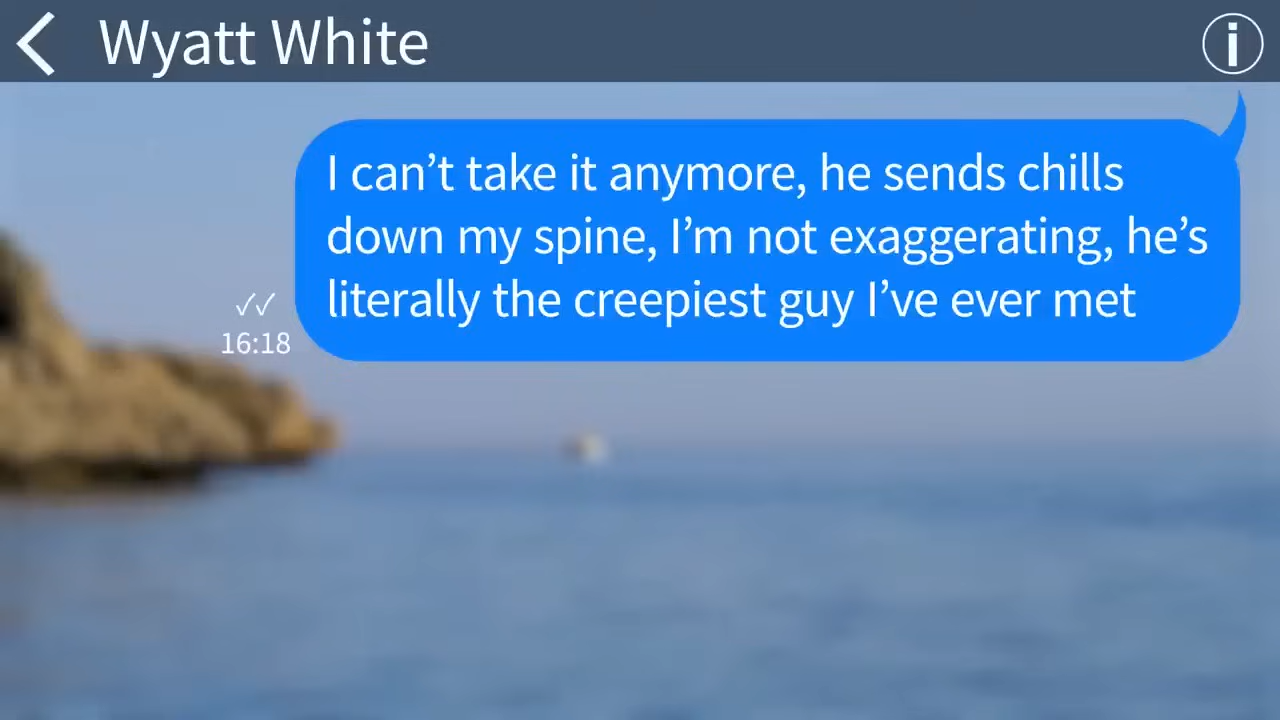 Wyatt White
I can’t take it anymore, he sends chills
down my spine, I’m not exaggerating, he’s
literally the creepiest guy I’ve ever met
✓✓
16:18